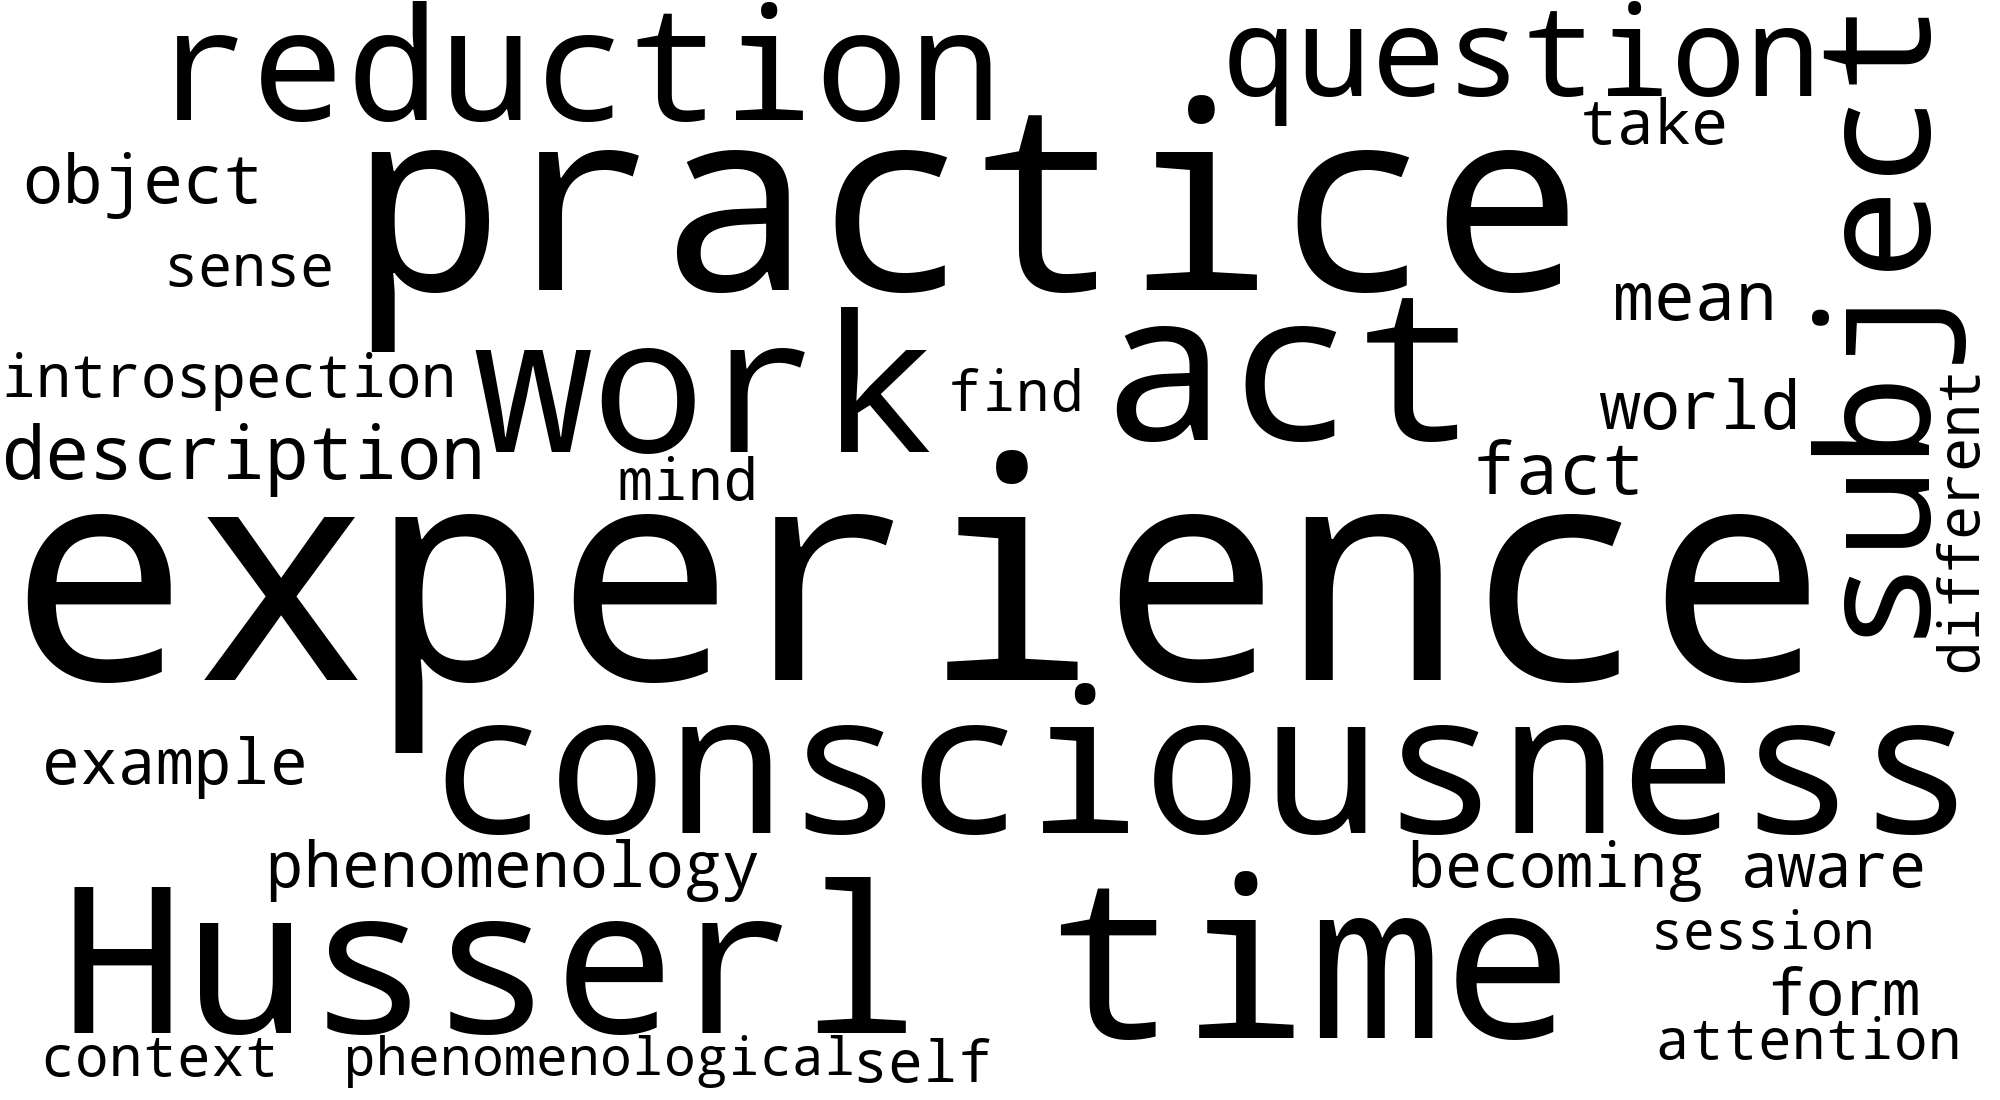 reduction
question
take
object
practice
subject
sense
mean
introspection
work
find
act
world
description
mind
fact
different
experience
example
consciousness
phenomenology
becoming aware
Husserl
time
session
form
attention
context
phenomenological
self